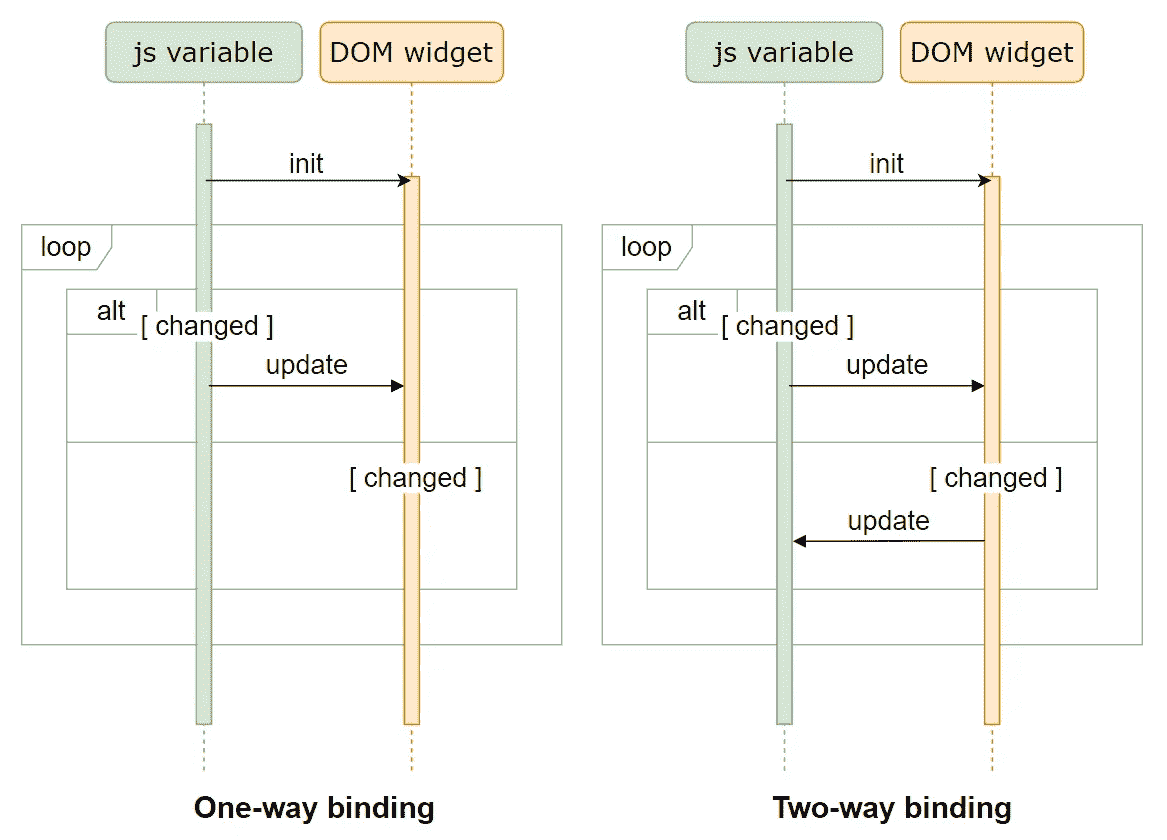 js variable
DOM widget
init
loop
alt
[ changed ]
update
[ changed ]
One-way binding
js variable
DOM widget
init
loop
alt
[ changed ]
update
[ changed ]
update
Two-way binding